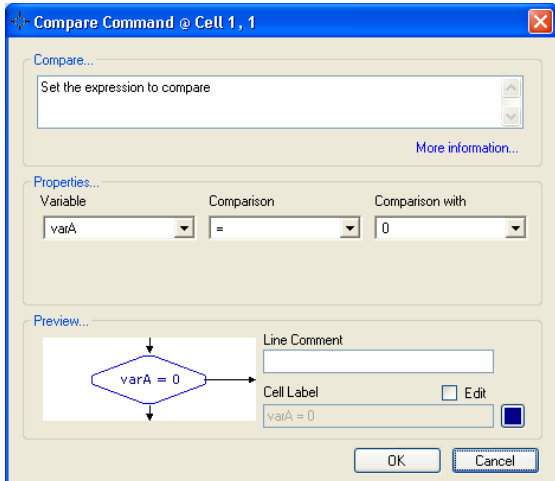 Compare Command @ Cell 1, 1
Compare...
Set the expression to compare
More information...
Properties...
Variable Comparison Comparison with
varA = 0
Preview...
varA = 0
Line Comment
Cell Label Edit
varA = 0
OK Cancel